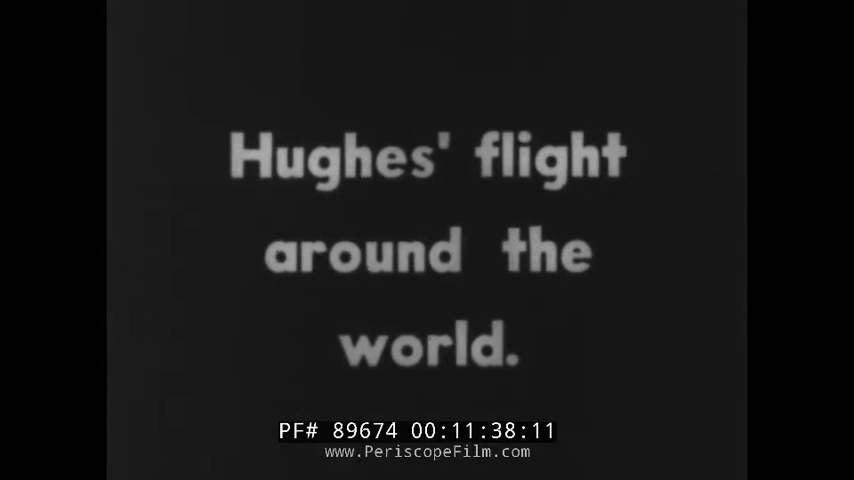 Hughes' flight
around the
world.
PF# 89674 00:11:38:11
www.PeriscopeFilm.com